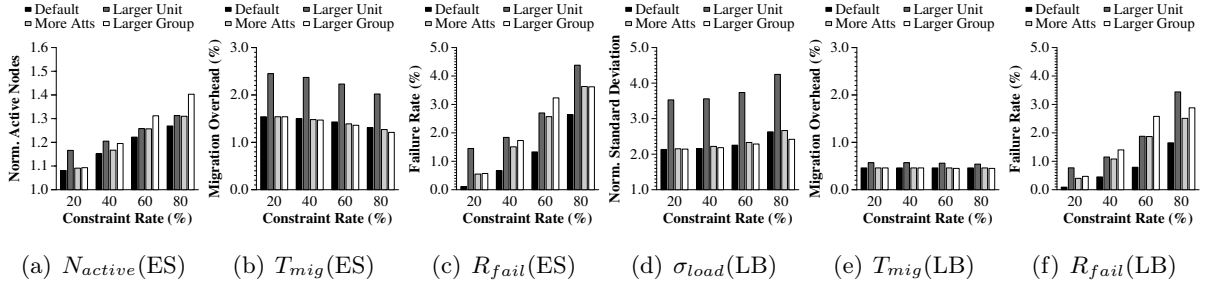 Default Larger Unit
More Atts Larger Group
Norm. Active Nodes
1.6
1.5
1.4
1.3
1.2
1.1
1.0
20 40 60 80
Constraint Rate (%)
(a) N_active(ES)
Default Larger Unit
More Atts Larger Group
Migration Overhead (%)
3.0
2.0
1.0
0.0
20 40 60 80
Constraint Rate (%)
(b) T_mig(ES)
Default Larger Unit
More Atts Larger Group
Failure Rate (%)
5.0
4.0
3.0
2.0
1.0
0.0
20 40 60 80
Constraint Rate (%)
(c) R_fail(ES)
Default Larger Unit
More Atts Larger Group
Norm. Standard Deviation
5.0
4.0
3.0
2.0
1.0
20 40 60 80
Constraint Rate (%)
(d) σ_load(LB)
Default Larger Unit
More Atts Larger Group
Migration Overhead (%)
3.0
2.0
1.0
0.0
20 40 60 80
Constraint Rate (%)
(e) T_mig(LB)
Default Larger Unit
More Atts Larger Group
Failure Rate (%)
5.0
4.0
3.0
2.0
1.0
0.0
20 40 60 80
Constraint Rate (%)
(f) R_fail(LB)